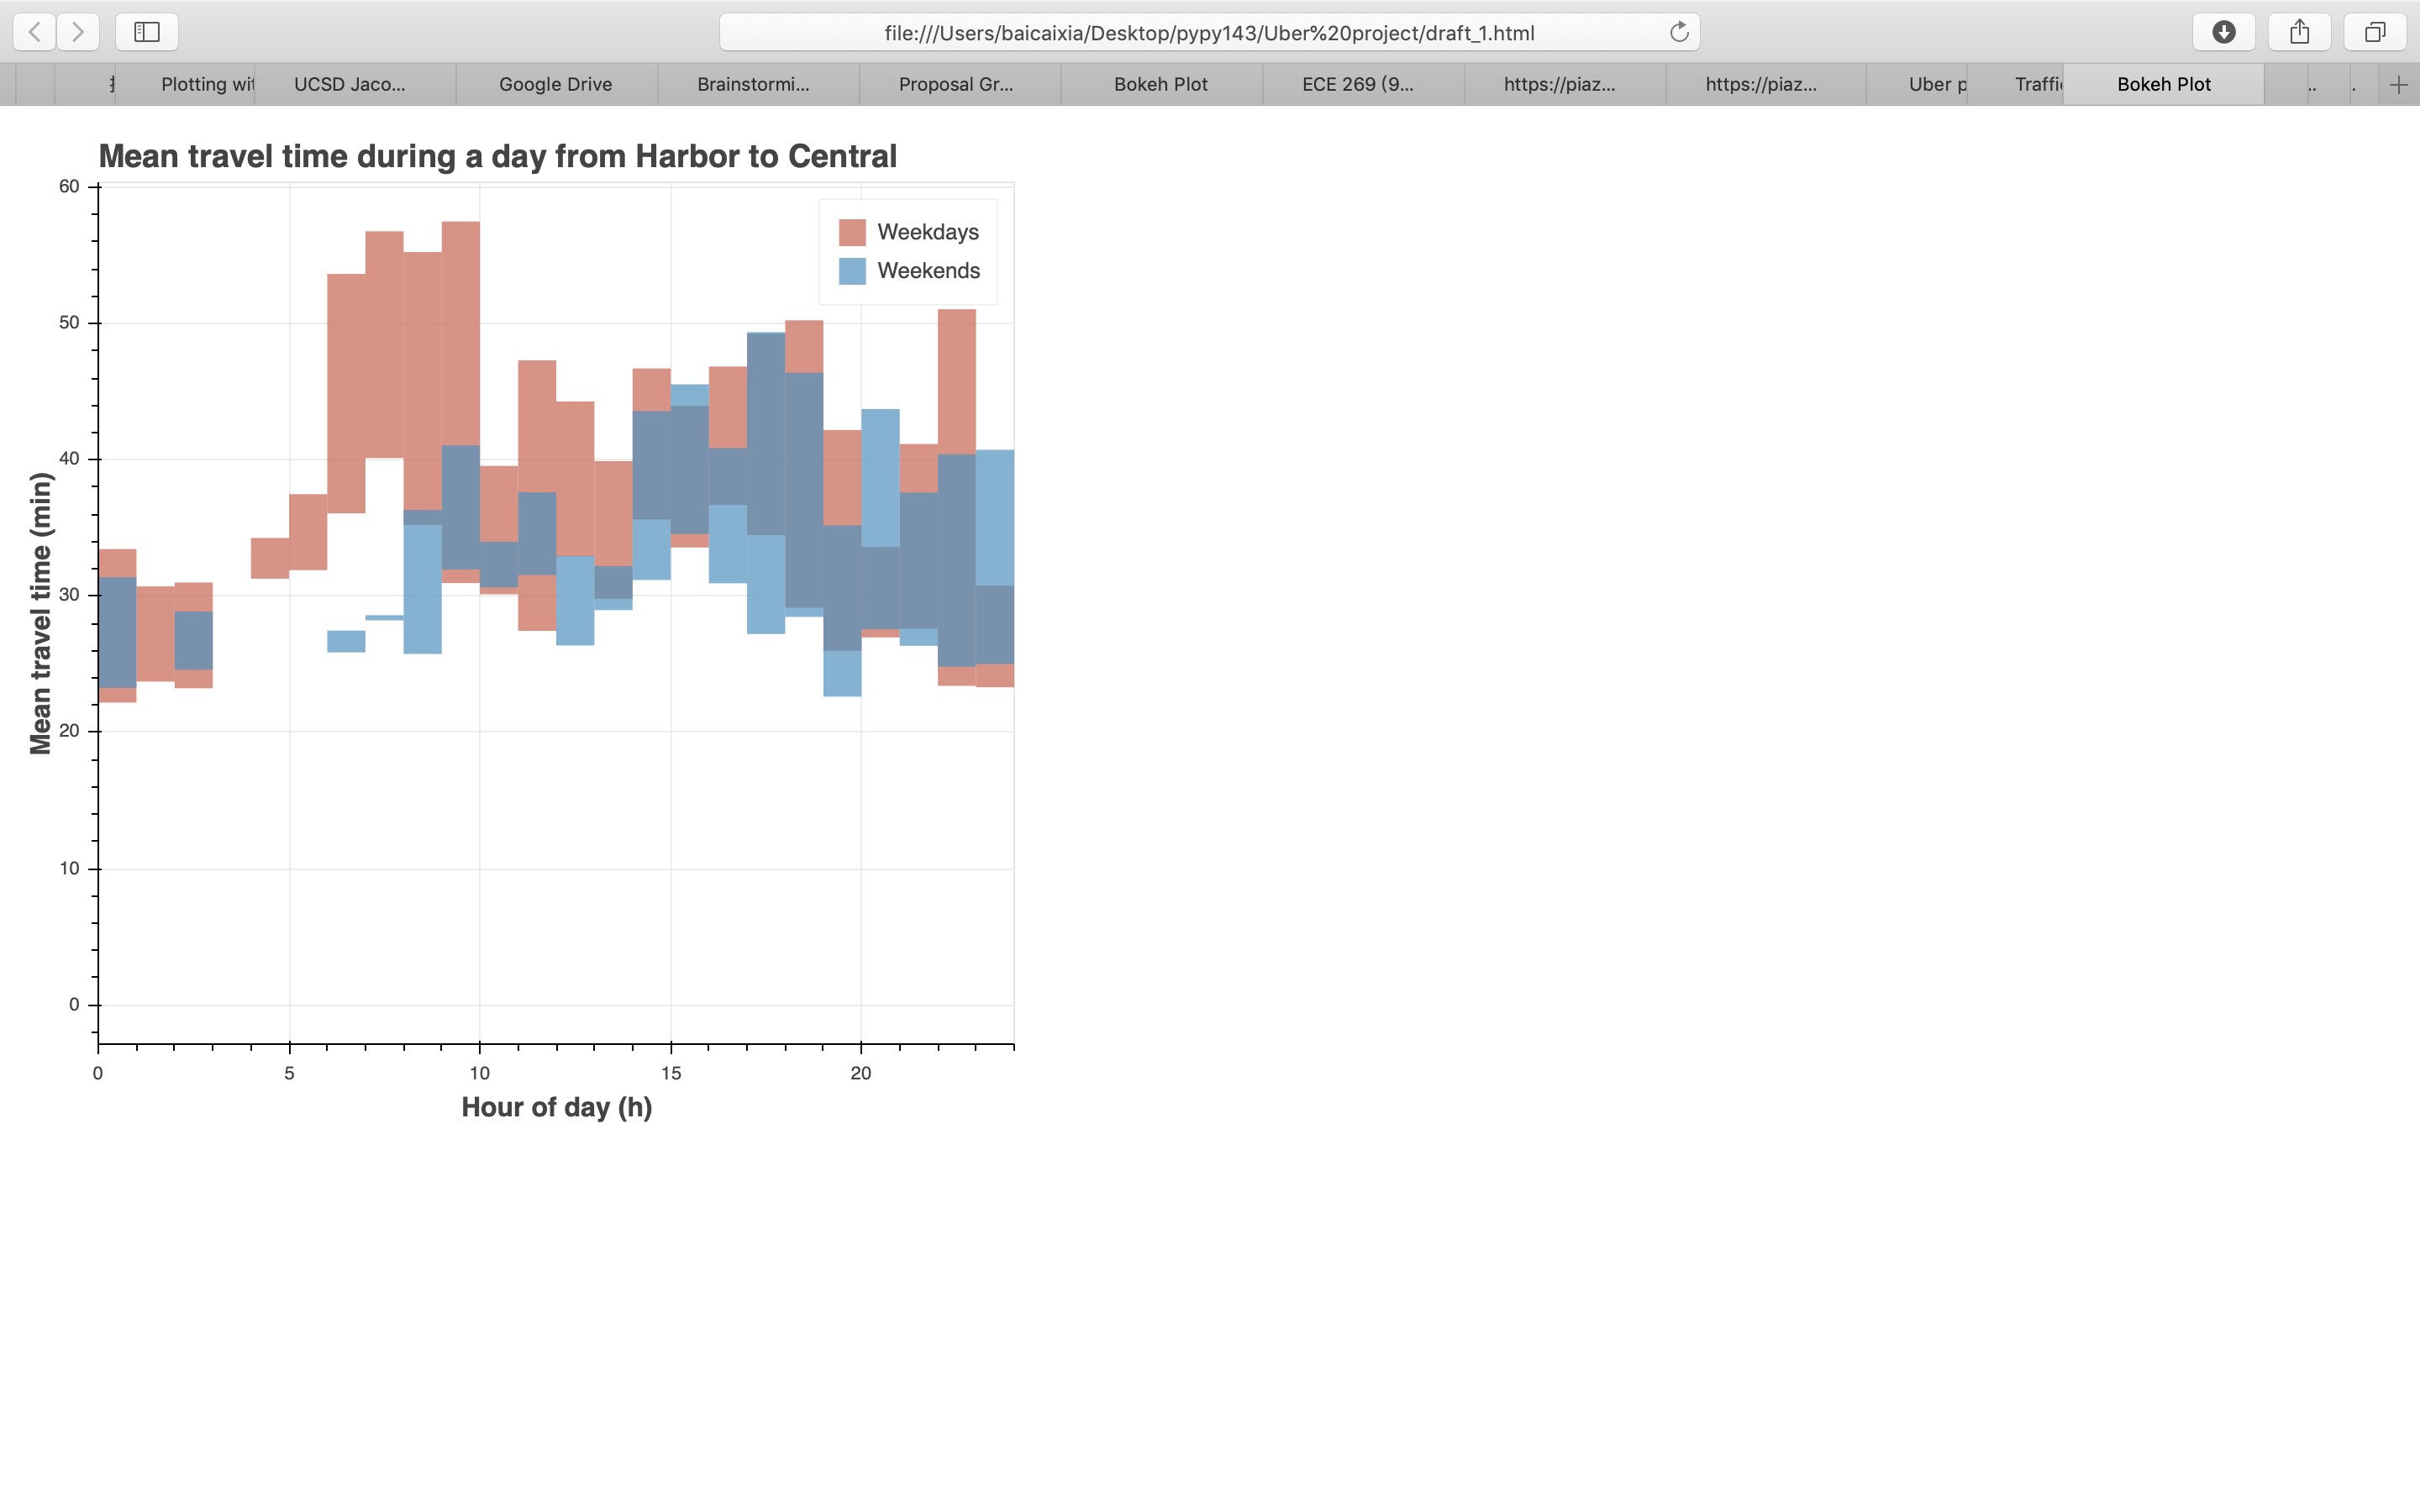 file:///Users/baicaixia/Desktop/pypy143/Uber%20project/draft_1.html
Plotting wit UCSD Jaco... Google Drive Brainstormi... Proposal Gr... Bokeh Plot ECE 269 (9... https://piaz... https://piaz... Uber p Traffi Bokeh Plot .. .
Mean travel time during a day from Harbor to Central
60
Weekdays
Weekends
50
40
30
20
10
0
Mean travel time (min)
0 5 10 15 20
Hour of day (h)